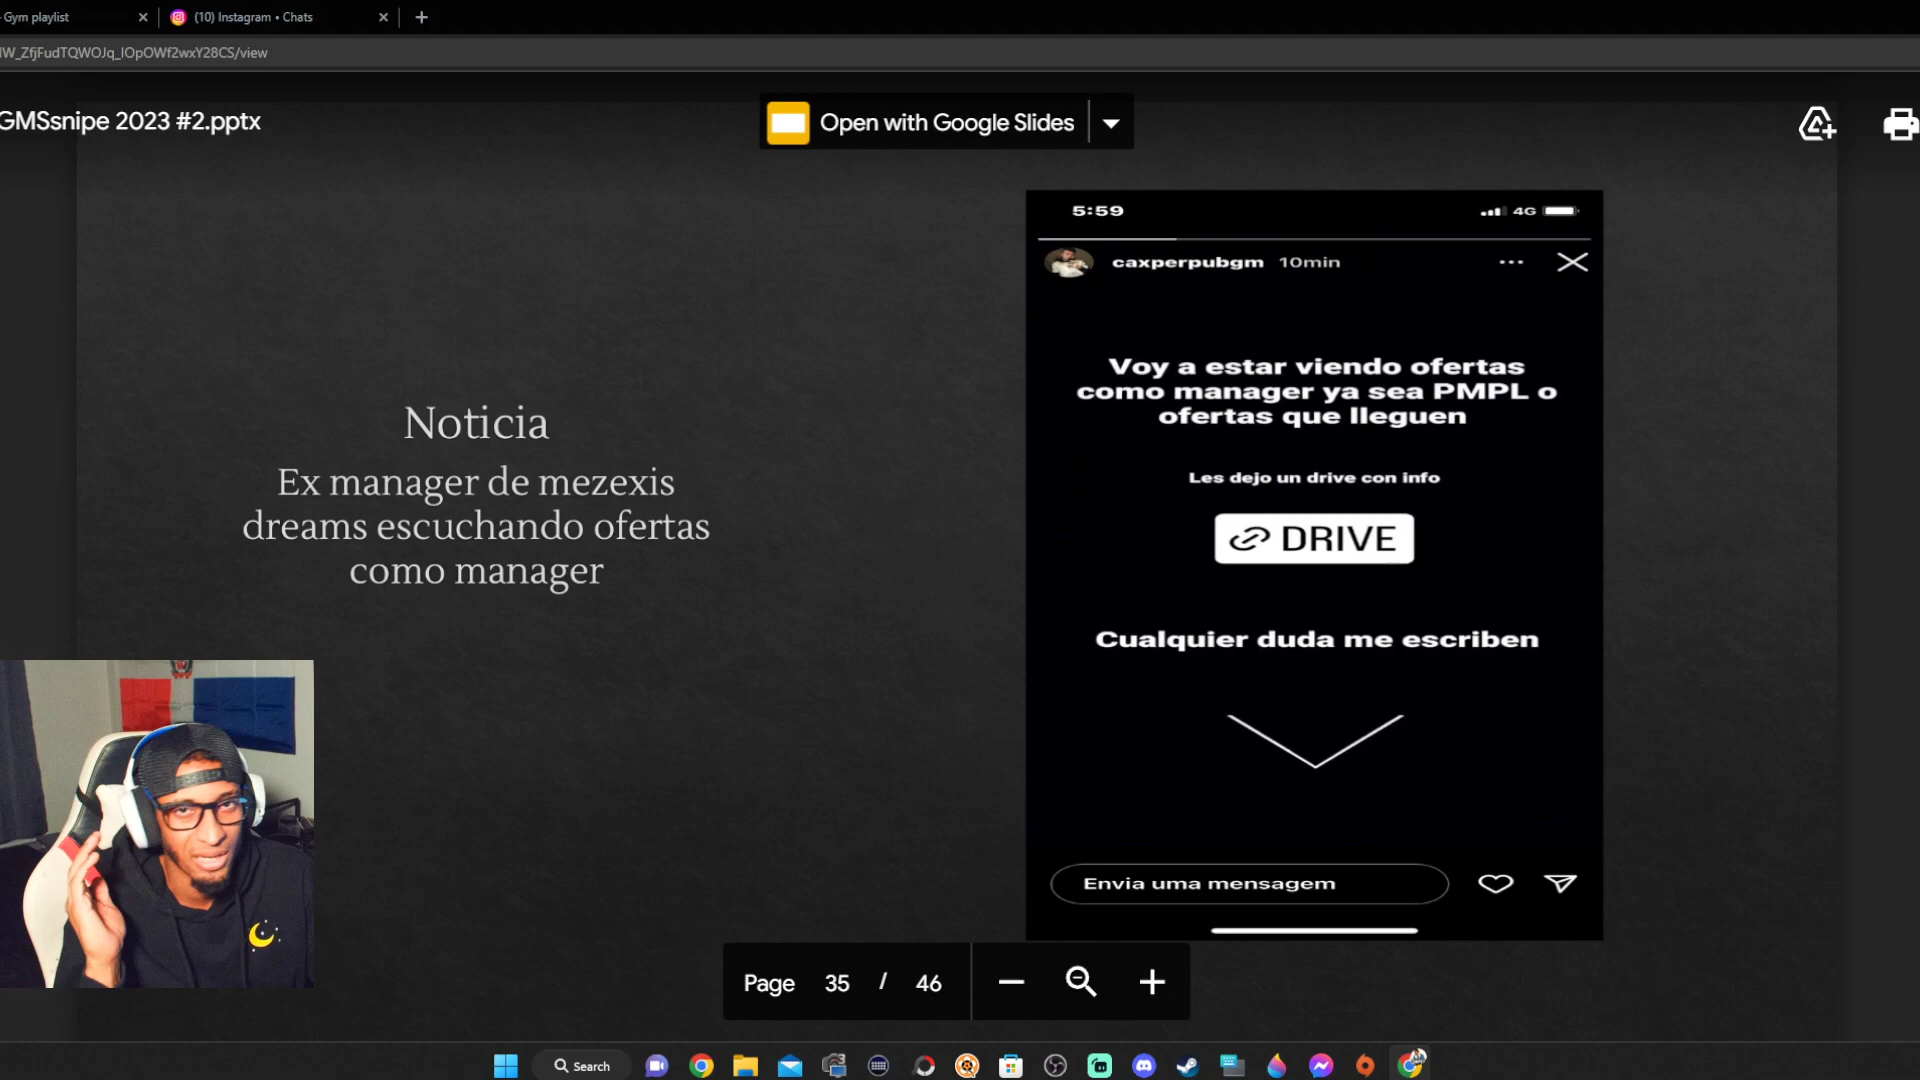 Gym playlist
(10) Instagram • Chats
IW_ZfjFudTQWOJq_IOpOWf2wxY28CS/view
GMSsnipe 2023 #2.pptx
Open with Google Slides
Noticia
Ex manager de mezexis
dreams escuchando ofertas
como manager
5:59
4G
caxperpubgm 10min
Voy a estar viendo ofertas
como manager ya sea PMPL o
ofertas que lleguen
Les dejo un drive con info
DRIVE
Cualquier duda me escriben
Envia uma mensagem
Page 35 / 46
Search